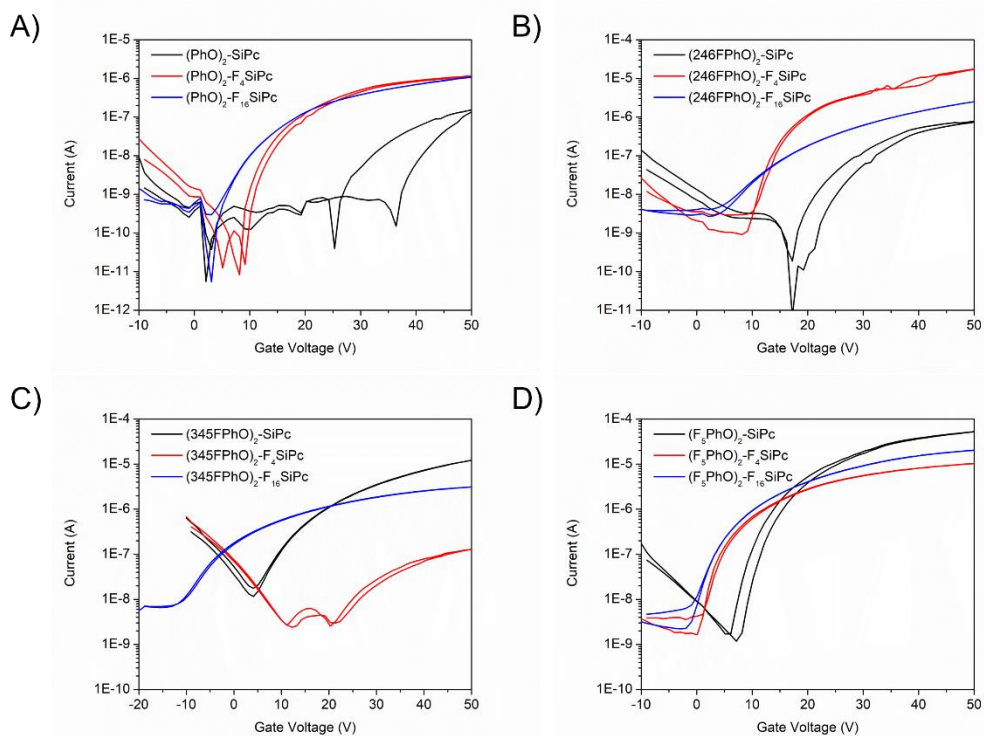 A)
1E-5
1E-6
1E-7
1E-8
1E-9
1E-10
1E-11
1E-12
Current (A)
(PhO)₂-SiPc
(PhO)₂-F₄SiPc
(PhO)₂-F₁₆SiPc
-10 0 10 20 30 40 50
Gate Voltage (V)
B)
1E-4
1E-5
1E-6
1E-7
1E-8
1E-9
1E-10
1E-11
Current (A)
(246FPhO)₂-SiPc
(246FPhO)₂-F₄SiPc
(246FPhO)₂-F₁₆SiPc
-10 0 10 20 30 40 50
Gate Voltage (V)
C)
1E-4
1E-5
1E-6
1E-7
1E-8
1E-9
1E-10
Current (A)
(345FPhO)₂-SiPc
(345FPhO)₂-F₄SiPc
(345FPhO)₂-F₁₆SiPc
-20 -10 0 10 20 30 40 50
Gate Voltage (V)
D)
1E-4
1E-5
1E-6
1E-7
1E-8
1E-9
1E-10
Current (A)
(F₅PhO)₂-SiPc
(F₅PhO)₂-F₄SiPc
(F₅PhO)₂-F₁₆SiPc
-10 0 10 20 30 40 50
Gate Voltage (V)